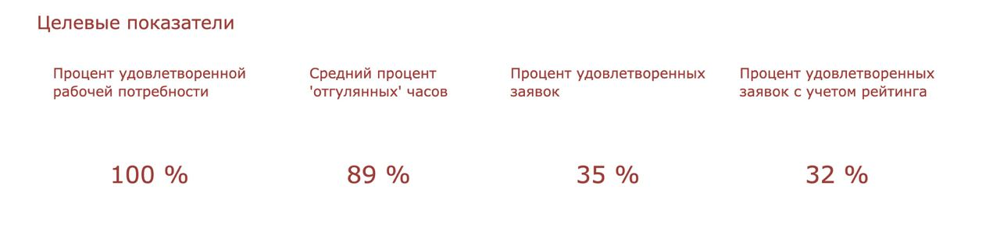 Целевые показатели
Процент удовлетворенной
рабочей потребности
100 %
Средний процент
'отгулянных' часов
89 %
Процент удовлетворенных
заявок
35 %
Процент удовлетворенных
заявок с учетом рейтинга
32 %